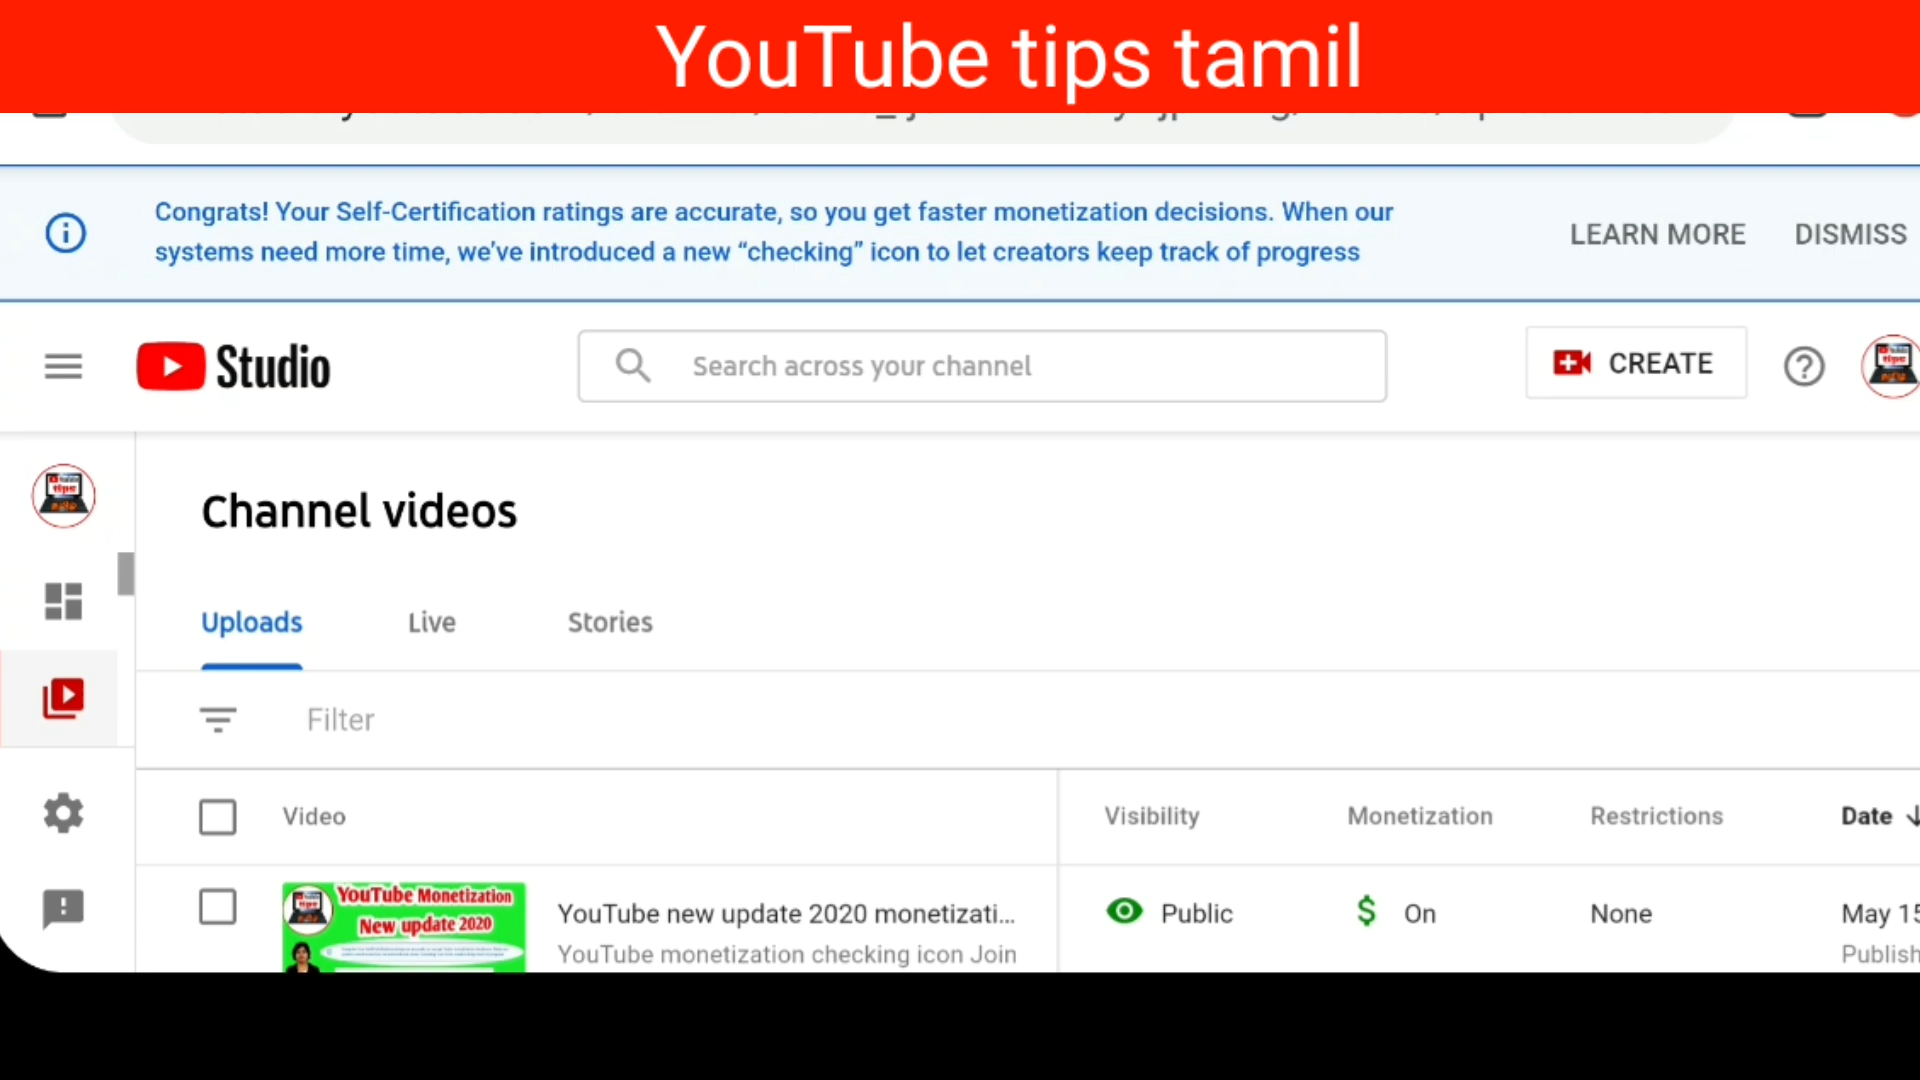 YouTube tips tamil
Congrats! Your Self-Certification ratings are accurate, so you get faster monetization decisions. When our
systems need more time, we've introduced a new “checking” icon to let creators keep track of progress
LEARN MORE DISMISS
Studio
Search across your channel
CREATE
Channel videos
Uploads Live Stories
Filter
Video Visibility Monetization Restrictions Date
YouTube Monetization
New update 2020
YouTube new update 2020 monetizati...
YouTube monetization checking icon Join
Public
On
None
May 15
Publish